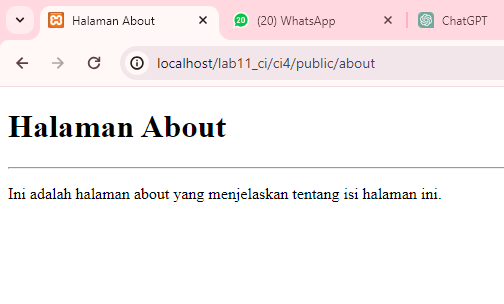 Halaman About
(20) WhatsApp
ChatGPT
localhost/lab11_ci/ci4/public/about
Halaman About
Ini adalah halaman about yang menjelaskan tentang isi halaman ini.